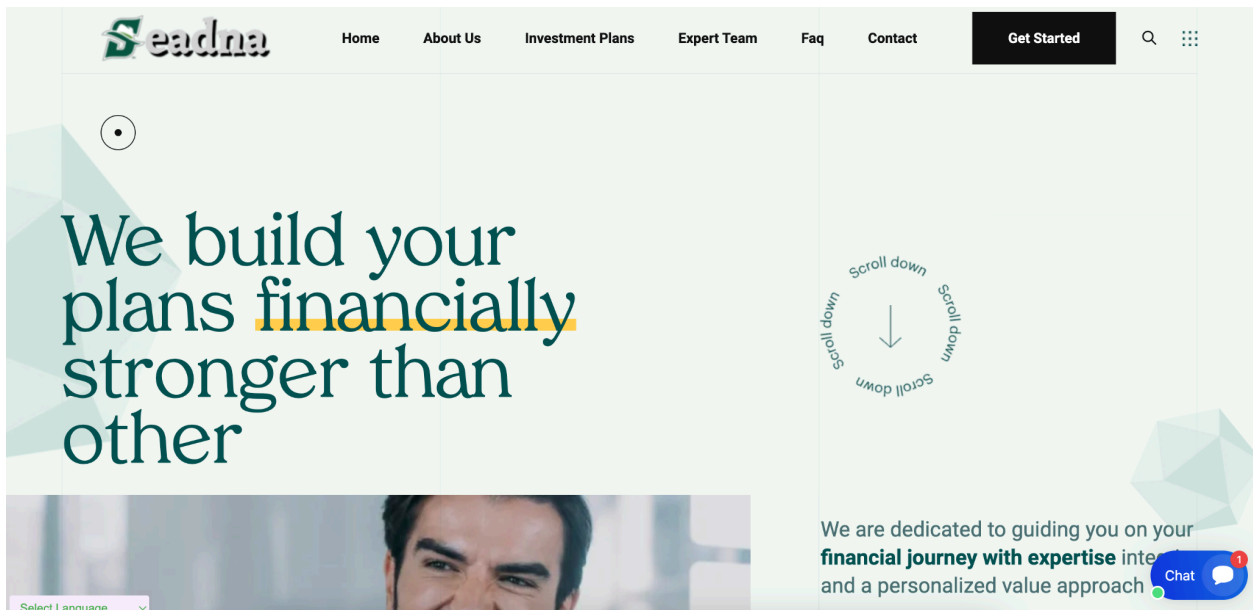 Seadna
Home About Us Investment Plans Expert Team Faq Contact Get Started
We build your
plans financially
stronger than
other
Scroll down Scroll down Scroll down Scroll down
We are dedicated to guiding you on your
financial journey with expertise
and a personalized value approach
Chat 1
Select Language